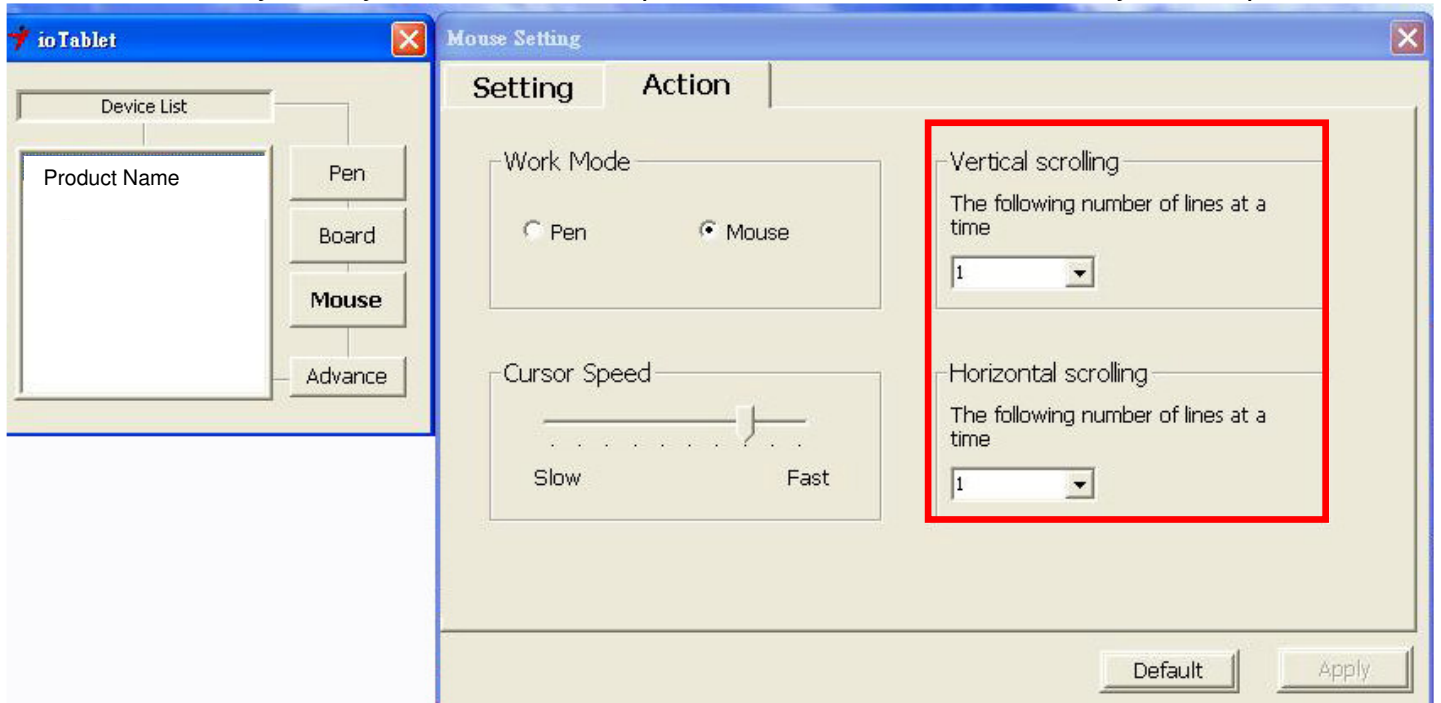 ioTablet
Device List
Product Name
Pen
Board
Mouse
Advance
Mouse Setting
Setting
Action
Work Mode
Pen
Mouse
Cursor Speed
Slow
Fast
Vertical scrolling
The following number of lines at a
time
1
Horizontal scrolling
The following number of lines at a
time
1
Default
Apply